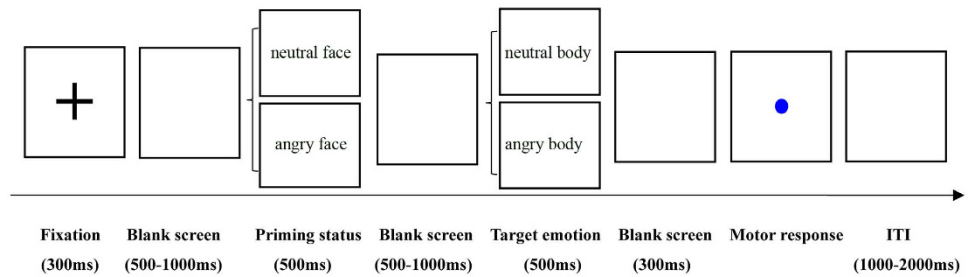 neutral face
neutral body
angry face
angry body
Fixation Blank screen Priming status Blank screen Target emotion Blank screen Motor response ITI
(300ms) (500-1000ms) (500ms) (500-1000ms) (500ms) (300ms) (1000-2000ms)